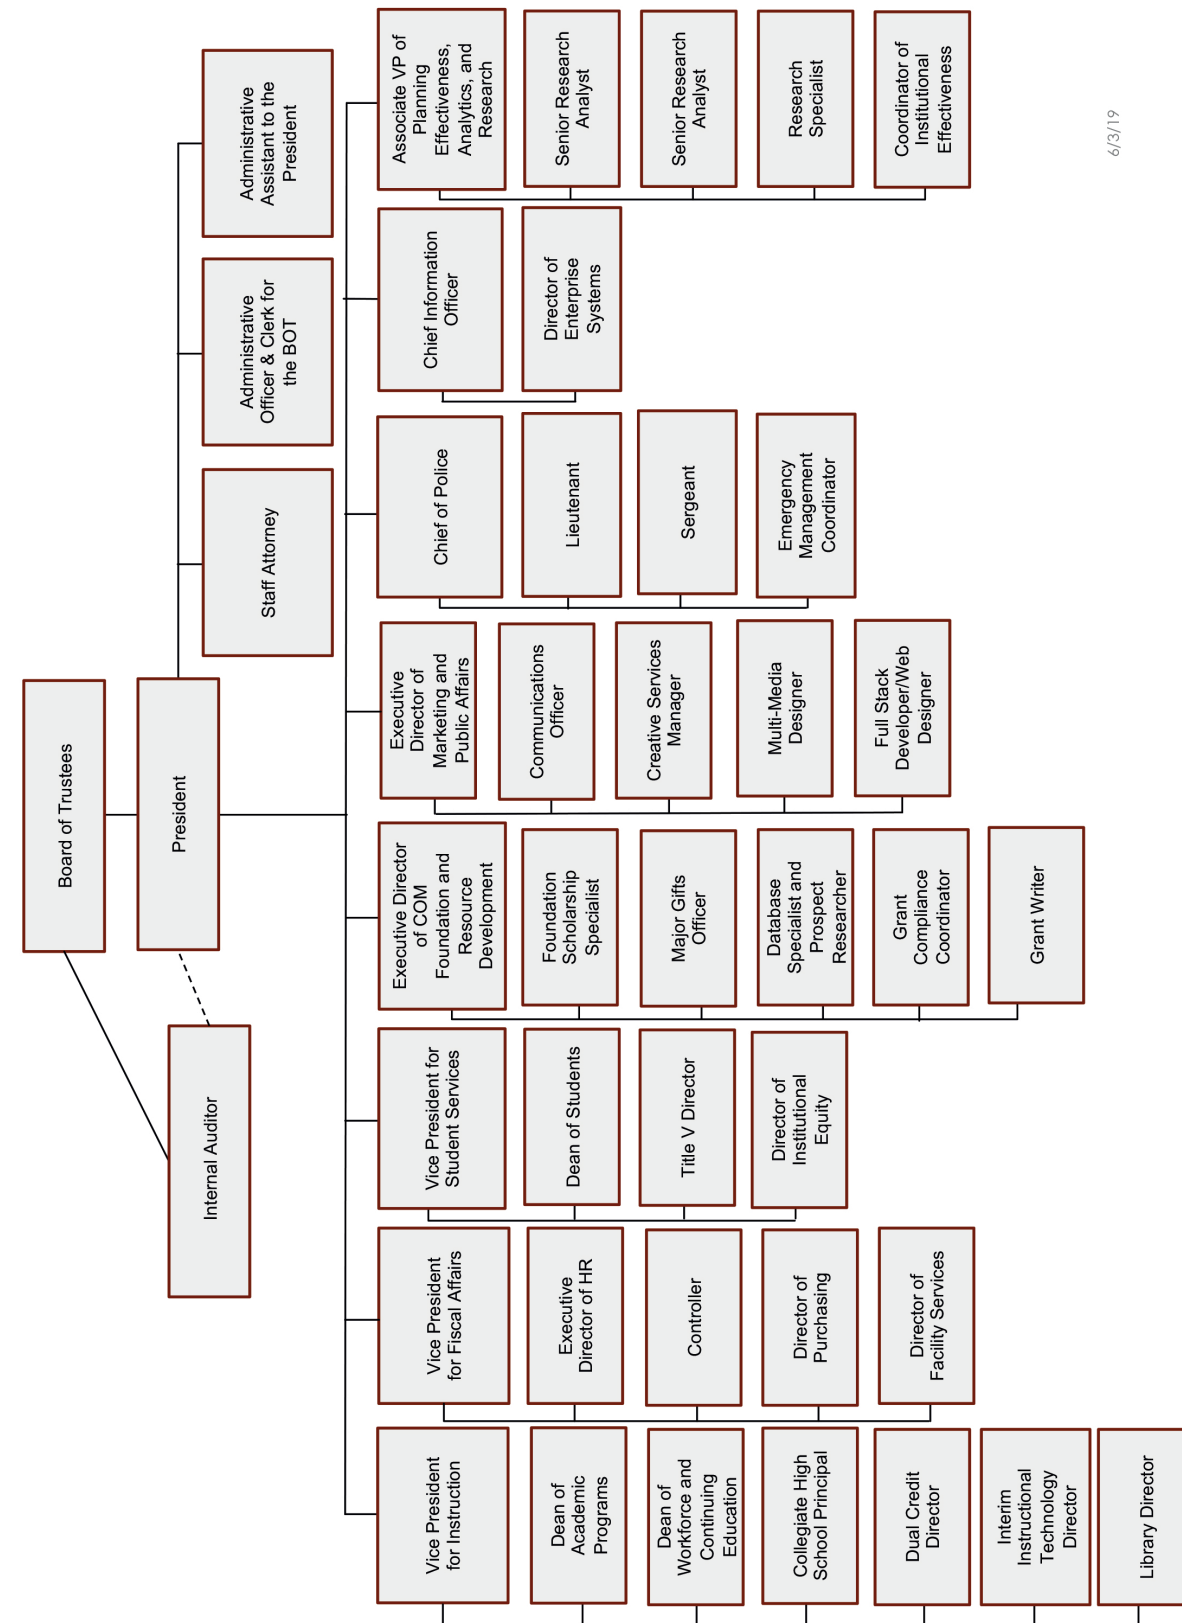 Board of Trustees
President
Internal Auditor
Staff Attorney
Administrative
Officer & Clerk for
the BOT
Administrative
Assistant to the
President
Vice President
for Instruction
Dean of
Academic
Programs
Dean of
Workforce and
Continuing
Education
Collegiate High
School Principal
Dual Credit
Director
Interim
Instructional
Technology
Director
Library Director
Vice President
for Fiscal Affairs
Executive
Director of HR
Controller
Director of
Purchasing
Director of
Facility Services
Vice President for
Student Services
Dean of Students
Title V Director
Director of
Institutional
Equity
Executive Director
of COM
Foundation and
Resource
Development
Foundation
Scholarship
Specialist
Major Gifts
Officer
Database
Specialist and
Prospect
Researcher
Grant
Compliance
Coordinator
Grant Writer
Executive
Director of
Marketing and
Public Affairs
Communications
Officer
Creative Services
Manager
Multi-Media
Designer
Full Stack
Developer/Web
Designer
Chief of Police
Lieutenant
Sergeant
Emergency
Management
Coordinator
Chief Information
Officer
Director of
Enterprise
Systems
Associate VP of
Planning
Effectiveness,
Analytics, and
Research
Senior Research
Analyst
Senior Research
Analyst
Research
Specialist
Coordinator of
Institutional
Effectiveness
6/3/19